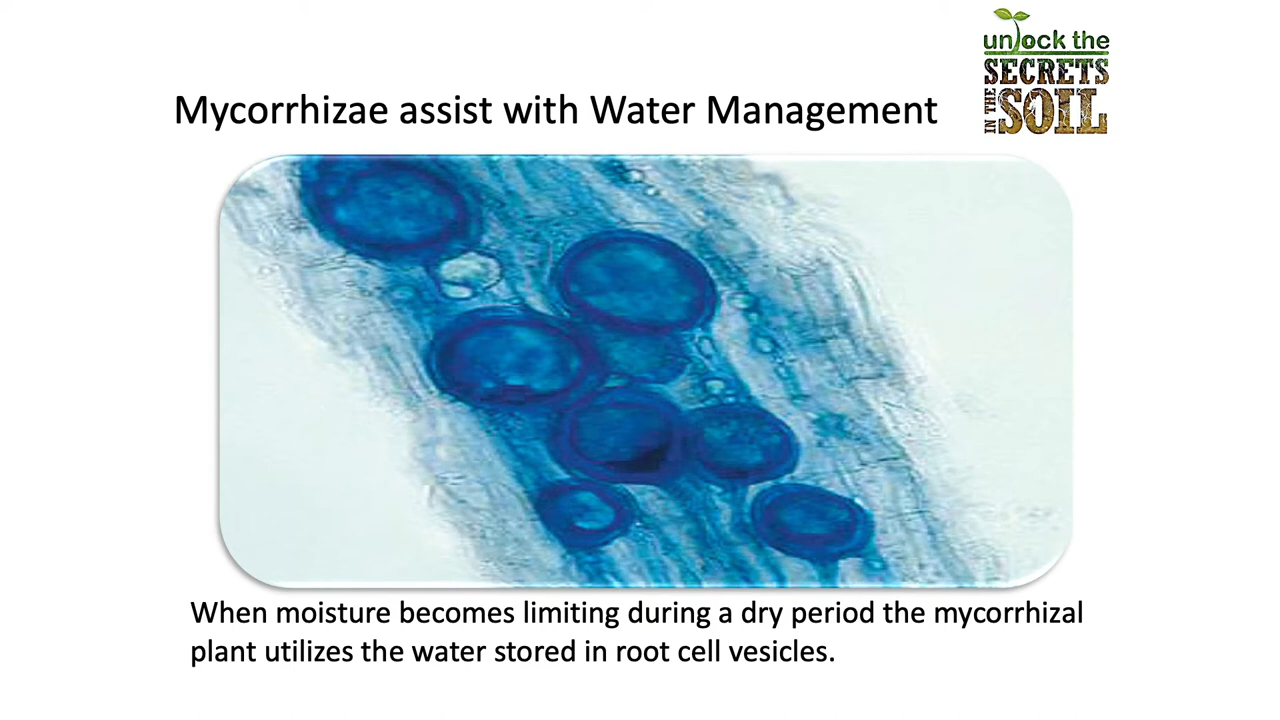 unlock the
SECRETS
IN THE SOIL
Mycorrhizae assist with Water Management
When moisture becomes limiting during a dry period the mycorrhizal
plant utilizes the water stored in root cell vesicles.